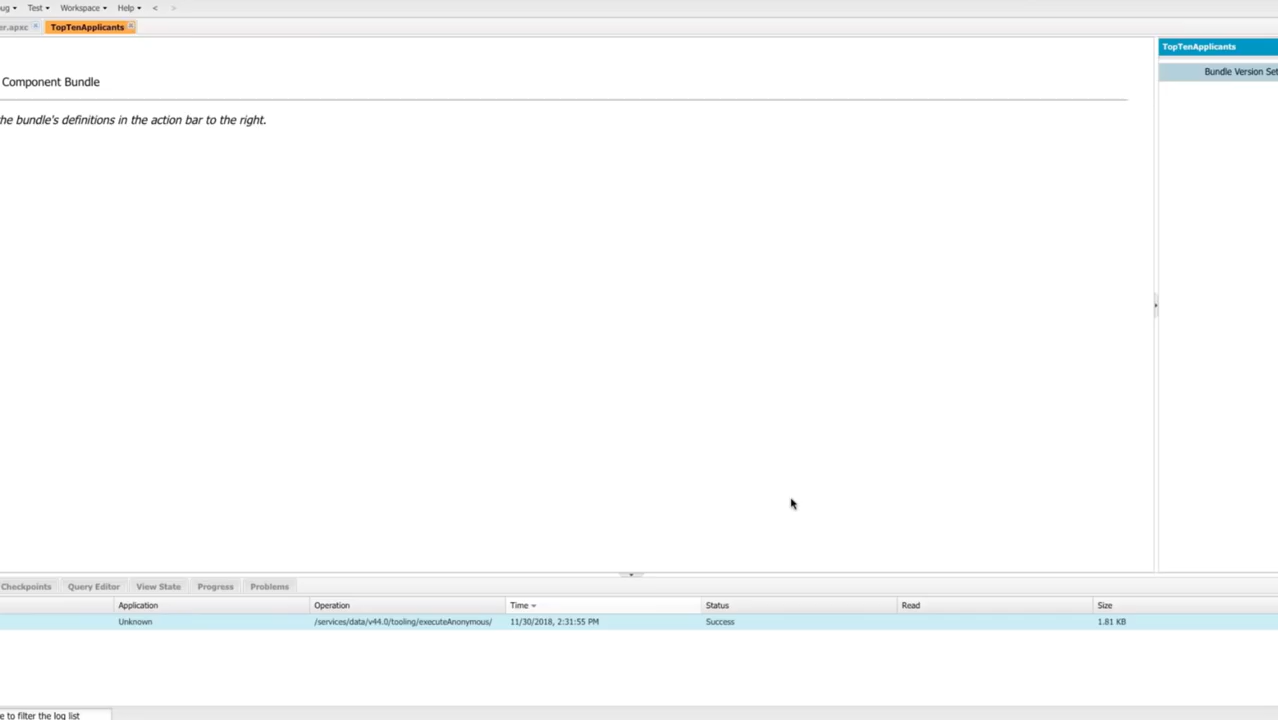 ug Test Workspace Help < >
er.apxc TopTenApplicants
TopTenApplicants
Component Bundle
Bundle Version Set
he bundle's definitions in the action bar to the right.
Checkpoints Query Editor View State Progress Problems
Application Operation Time Status Read Size
Unknown /services/data/v44.0/tooling/executeAnonymous/ 11/30/2018, 2:31:55 PM Success 1.81 KB
e to filter the log list